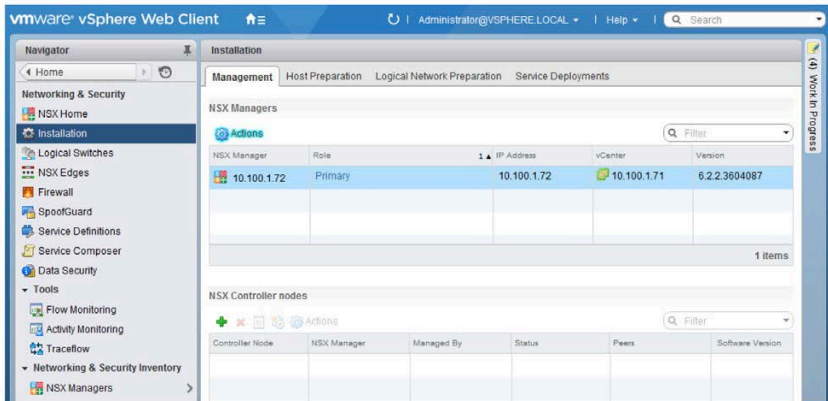 vmware® vSphere Web Client
Administrator@VSPHERE.LOCAL
Help
Search
Navigator
Home
Networking & Security
NSX Home
Installation
Logical Switches
NSX Edges
Firewall
SpoofGuard
Service Definitions
Service Composer
Data Security
Tools
Flow Monitoring
Activity Monitoring
Traceflow
Networking & Security Inventory
NSX Managers
Installation
Management Host Preparation Logical Network Preparation Service Deployments
NSX Managers
Actions Filter
NSX Manager Role 1 IP Address vCenter Version
10.100.1.72 Primary 10.100.1.72 10.100.1.71 6.2.2.3604087
1 items
NSX Controller nodes
Actions Filter
Controller Node NSX Manager Managed By Status Peers Software Version
(4) Work In Progress